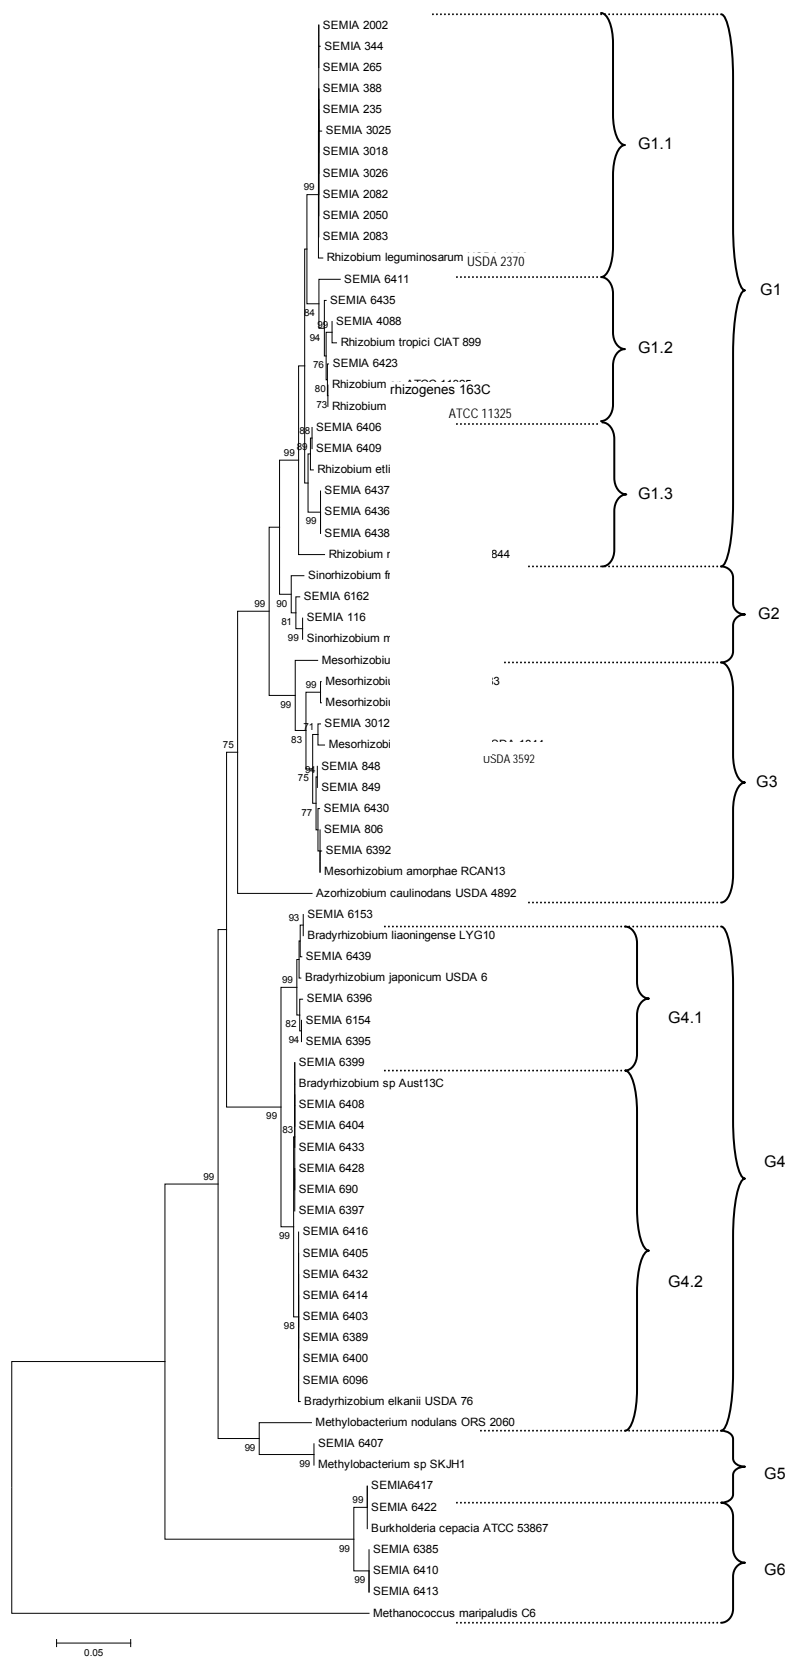 SEMIA 2002
SEMIA 344
SEMIA 265
SEMIA 388
SEMIA 235
SEMIA 3025
G1.1
SEMIA 3018
SEMIA 3026
99
SEMIA 2082
SEMIA 2050
SEMIA 2083
Rhizobium leguminosarum
USDA 2370
SEMIA 6411
G1
SEMIA 6435
84
99
SEMIA 4088
94
Rhizobium tropici CIAT 899
G1.2
76
SEMIA 6423
80
Rhizobium
rhizogenes 163C
73
Rhizobium
ATCC 11325
88
SEMIA 6406
89
SEMIA 6409
99
Rhizobium etli
SEMIA 6437
G1.3
SEMIA 6436
99
SEMIA 6438
Rhizobium
844
Sinorhizobium
90
SEMIA 6162
99
SEMIA 116
G2
81
99
Sinorhizobium
SEMIA 3012
99
99
71
83
75
94
USDA 3592
SEMIA 848
75
SEMIA 849
G3
77
SEMIA 6430
SEMIA 806
SEMIA 6392
Mesorhizobium amorphae RCAN13
Azorhizobium caulinodans USDA 4892
93
SEMIA 6153
Bradyrhizobium liaoningense LYG10
SEMIA 6439
99
Bradyrhizobium japonicum USDA 6
SEMIA 6396
G4.1
82
SEMIA 6154
94
SEMIA 6395
SEMIA 6399
Bradyrhizobium sp Aust13C
SEMIA 6408
99
SEMIA 6404
83
SEMIA 6433
G4
SEMIA 6428
99
SEMIA 690
SEMIA 6397
99
SEMIA 6416
SEMIA 6405
SEMIA 6432
G4.2
SEMIA 6414
SEMIA 6403
98
SEMIA 6389
SEMIA 6400
SEMIA 6096
Bradyrhizobium elkanii USDA 76
Methylobacterium nodulans ORS 2060
99
SEMIA 6407
99
Methylobacterium sp SKJH1
G5
SEMIA6417
99
SEMIA 6422
Burkholderia cepacia ATCC 53867
99
SEMIA 6385
SEMIA 6410
G6
99
SEMIA 6413
Methanococcus maripaludis C6
0.05